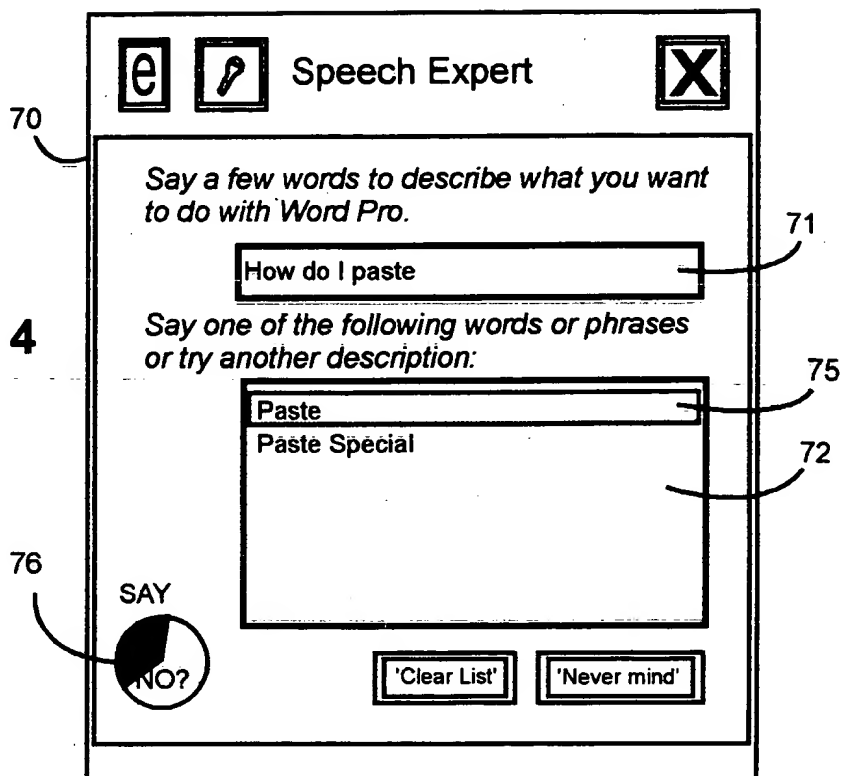 e Speech Expert X
70
Say a few words to describe what you want
to do with Word Pro.
71
How do I paste
4
Say one of the following words or phrases
or try another description:
75
Paste
Paste Special
72
76
SAY
NO?
'Clear List' 'Never mind'